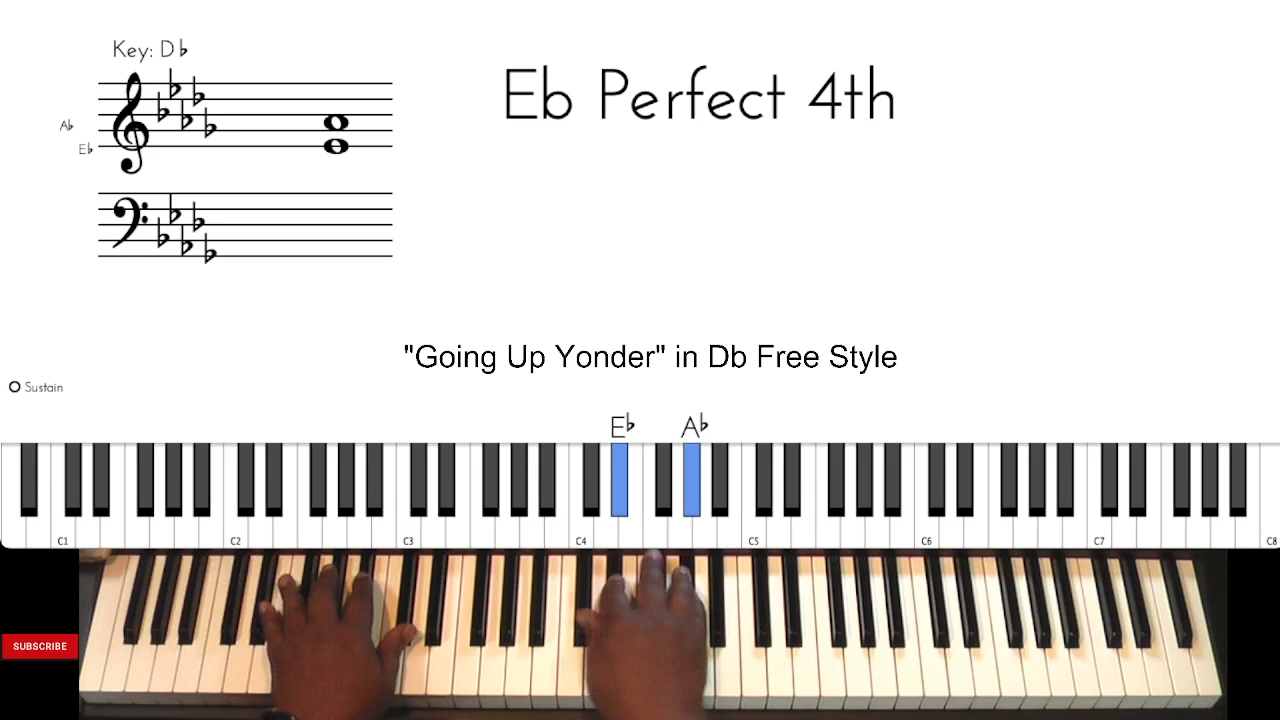 Key: D♭
Eb Perfect 4th
A♭
E♭
"Going Up Yonder" in Db Free Style
Sustain
E♭ A♭
C1 C2 C3 C4 C5 C6 C7 C8
SUBSCRIBE